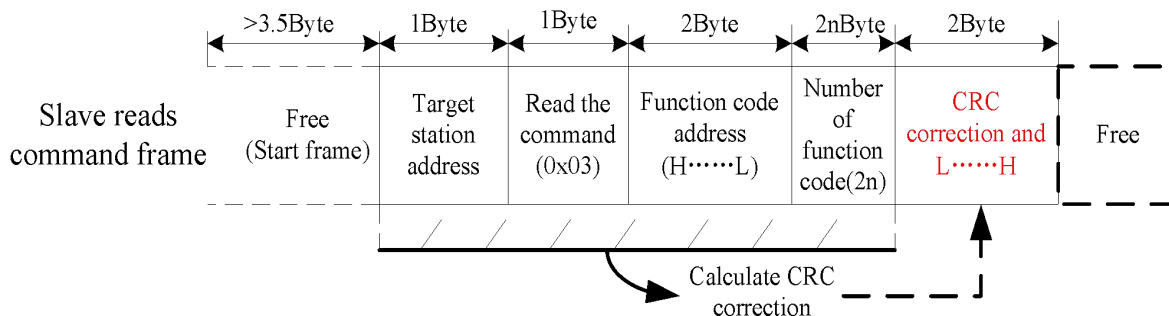 >3.5Byte
1Byte
1Byte
2Byte
2nByte
2Byte
Slave reads
command frame
Free
(Start frame)
Target
station
address
Read the
command
(0x03)
Function code
address
(H⋯⋯L)
Number
of
function
code(2n)
CRC
correction and
L⋯⋯H
Free
Calculate CRC
correction